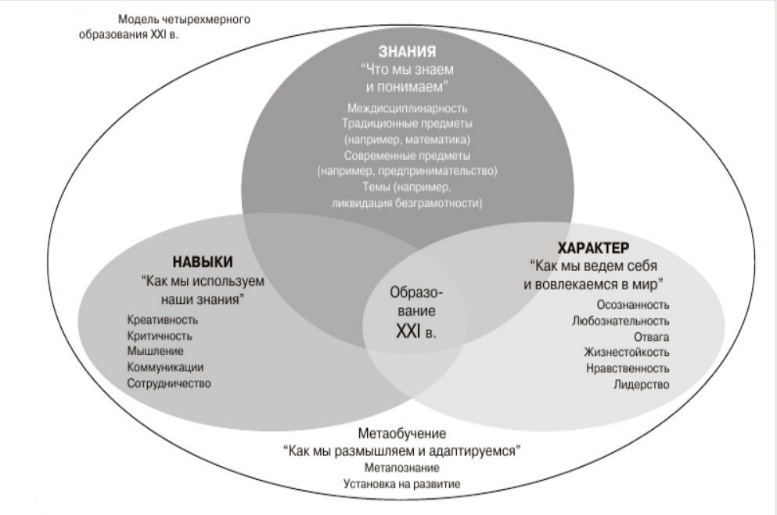 Модель четырехмерного
образования XXI в.
ЗНАНИЯ
“Что мы знаем
и понимаем”
Междисциплинарность
Традиционные предметы
(например, математика)
Современные предметы
(например, предпринимательство)
Темы (например,
ликвидация безграмотности)
НАВЫКИ
“Как мы используем
наши знания”
Креативность
Критичность
Мышление
Коммуникации
Сотрудничество
Образо-
вание
XXI в.
ХАРАКТЕР
“Как мы ведем себя
и вовлекаемся в мир”
Осознанность
Любознательность
Отвага
Жизнестойкость
Нравственность
Лидерство
Метаобучение
“Как мы размышляем и адаптируемся”
Метапознание
Установка на развитие